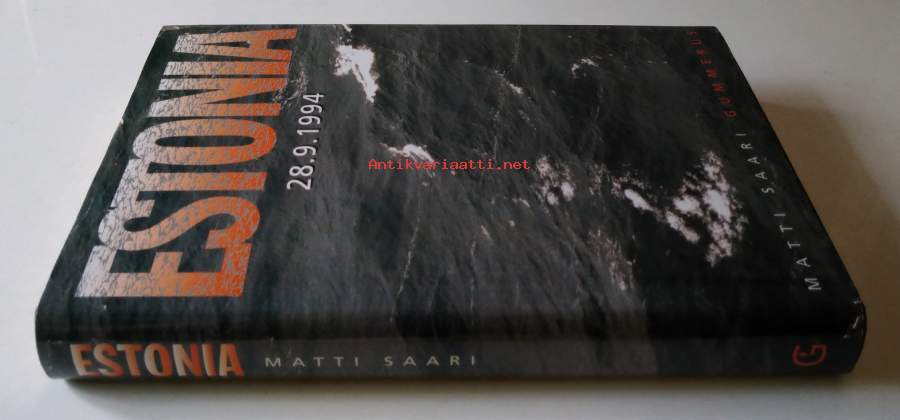 ESTONIA
28.9.1994
Antikvariaatti.net
MATTI SAARI GUMMERUS
ESTONIA MATTI SAARI G